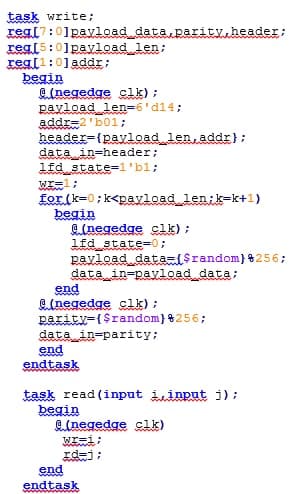 task write;
reg[7:0]payload_data,parity,header;
reg[5:0]payload_len;
reg[1:0]addr;
begin
@(negedge clk);
payload_len=6'd14;
addr=2'b01;
header={payload_len,addr};
data_in=header;
lfd_state=1'b1;
wr=1;
for(k=0;k<payload_len;k=k+1)
begin
@(negedge clk);
lfd_state=0;
payload_data={$random}%256;
data_in=payload_data;
end
@(negedge clk);
parity={$random}%256;
data_in=parity;
end
endtask
task read(input i,input j);
begin
@(negedge clk)
wr=i;
rd=j;
end
endtask